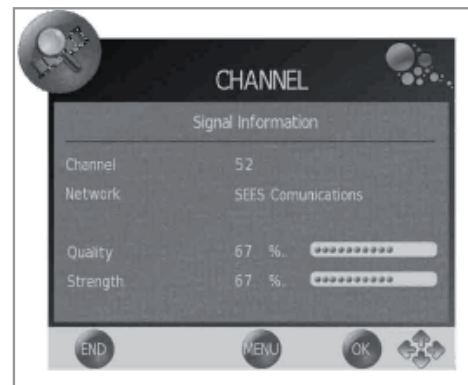 CHANNEL
Signal Information
Channel 52
Network SEES Comunications
Quality 67 %..
Strength 67 %..
END MENU OK